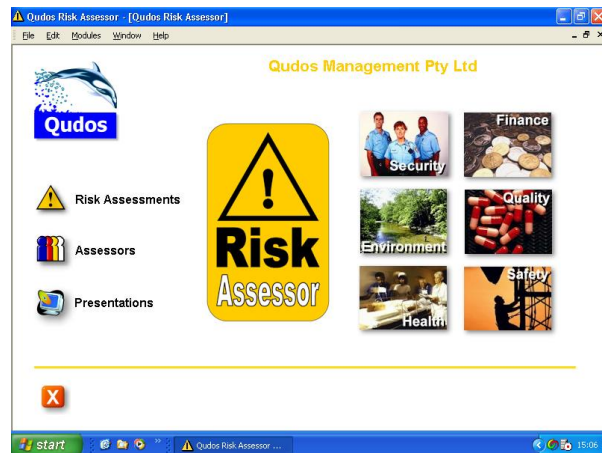 Qudos Risk Assessor - [Qudos Risk Assessor]
File Edit Modules Window Help
Qudos Management Pty Ltd
Qudos
Security
Finance
Risk Assessments
Environment
Quality
Assessors
Risk
Assessor
Presentations
Health
Safety
X
start
Qudos Risk Assessor ...
15:06